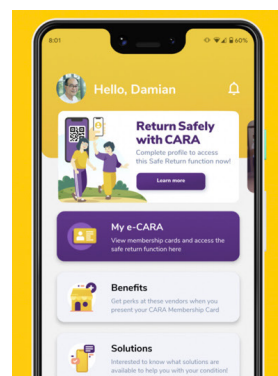 8:01
60%
Hello, Damian
Return Safely
with CARA
Complete profile to access
this Safe Return function now!
Learn more
My e-CARA
View membership cards and access the
safe return function here
Benefits
Get perks at these vendors when you
present your CARA Membership Card
Solutions
Interested to know what solutions are
available to help you with your condition!